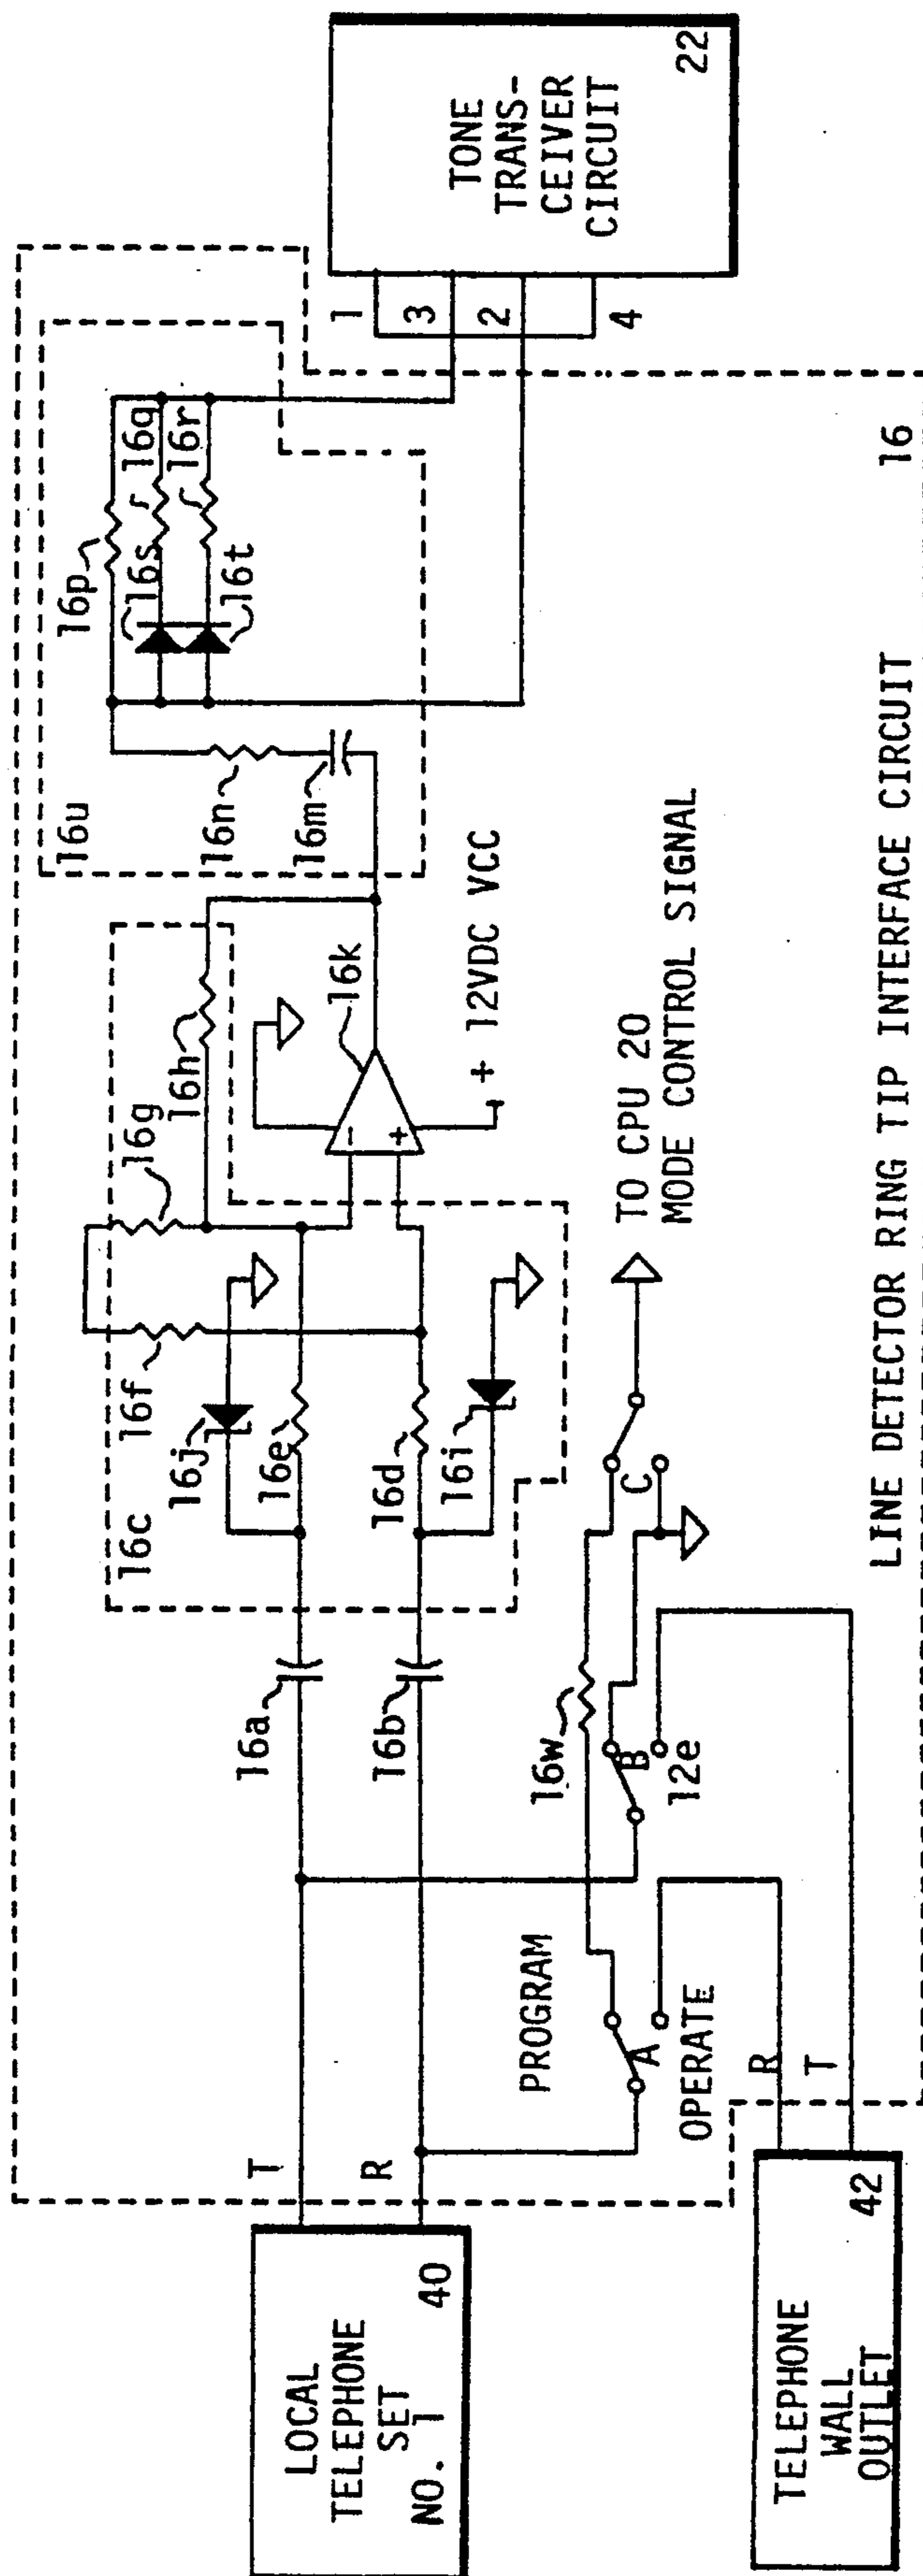 LOCAL
TELEPHONE
SET
NO. 1
40
T
R
16a
16b
16c
16j
16e
16f
16g
16h
16d
16i
16k
+ 12VDC VCC
16u
16n
16m
16p
16s
16q
16r
16t
1
3
2
4
TONE
TRANS-
CEIVER
CIRCUIT
22
PROGRAM
A
OPERATE
16w
B
12e
C
TO CPU 20
MODE CONTROL SIGNAL
R
T
TELEPHONE
WALL
OUTLET
42
LINE DETECTOR RING TIP INTERFACE CIRCUIT 16